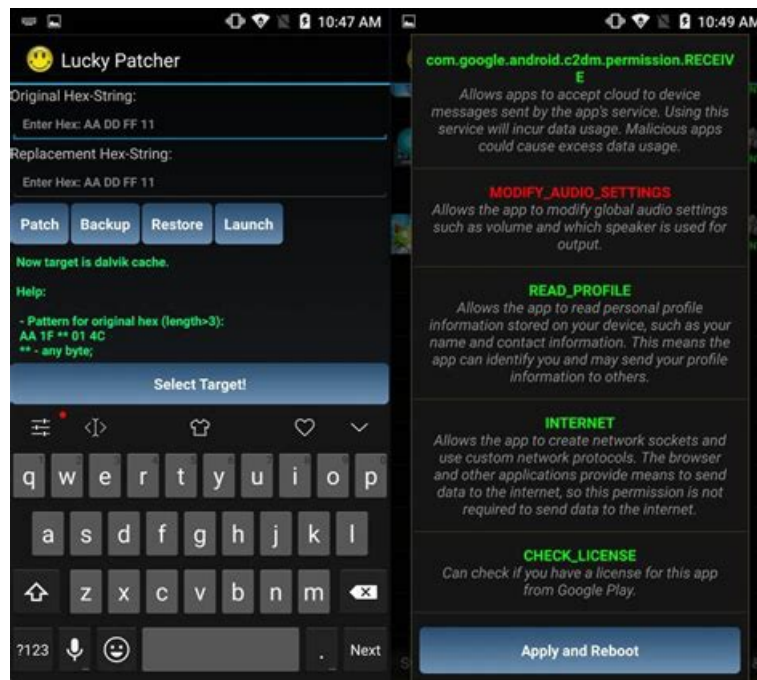 10:47 AM
Lucky Patcher
Original Hex-String:
Enter Hex: AA DD FF 11
Replacement Hex-String:
Enter Hex: AA DD FF 11
Patch Backup Restore Launch
Now target is dalvik cache.
Help:
- Pattern for original hex (length>3):
AA 1F ** 01 4C
** - any byte;
Select Target!
q w e r t y u i o p
a s d f g h j k l
z x c v b n m
?123 . Next
10:49 AM
com.google.android.c2dm.permission.RECEIV
E
Allows apps to accept cloud to device
messages sent by the app's service. Using this
service will incur data usage. Malicious apps
could cause excess data usage.
MODIFY_AUDIO_SETTINGS
Allows the app to modify global audio settings
such as volume and which speaker is used for
output.
READ_PROFILE
Allows the app to read personal profile
information stored on your device, such as your
name and contact information. This means the
app can identify you and may send your profile
information to others.
INTERNET
Allows the app to create network sockets and
use custom network protocols. The browser
and other applications provide means to send
data to the internet, so this permission is not
required to send data to the internet.
CHECK_LICENSE
Can check if you have a license for this app
from Google Play.
Apply and Reboot